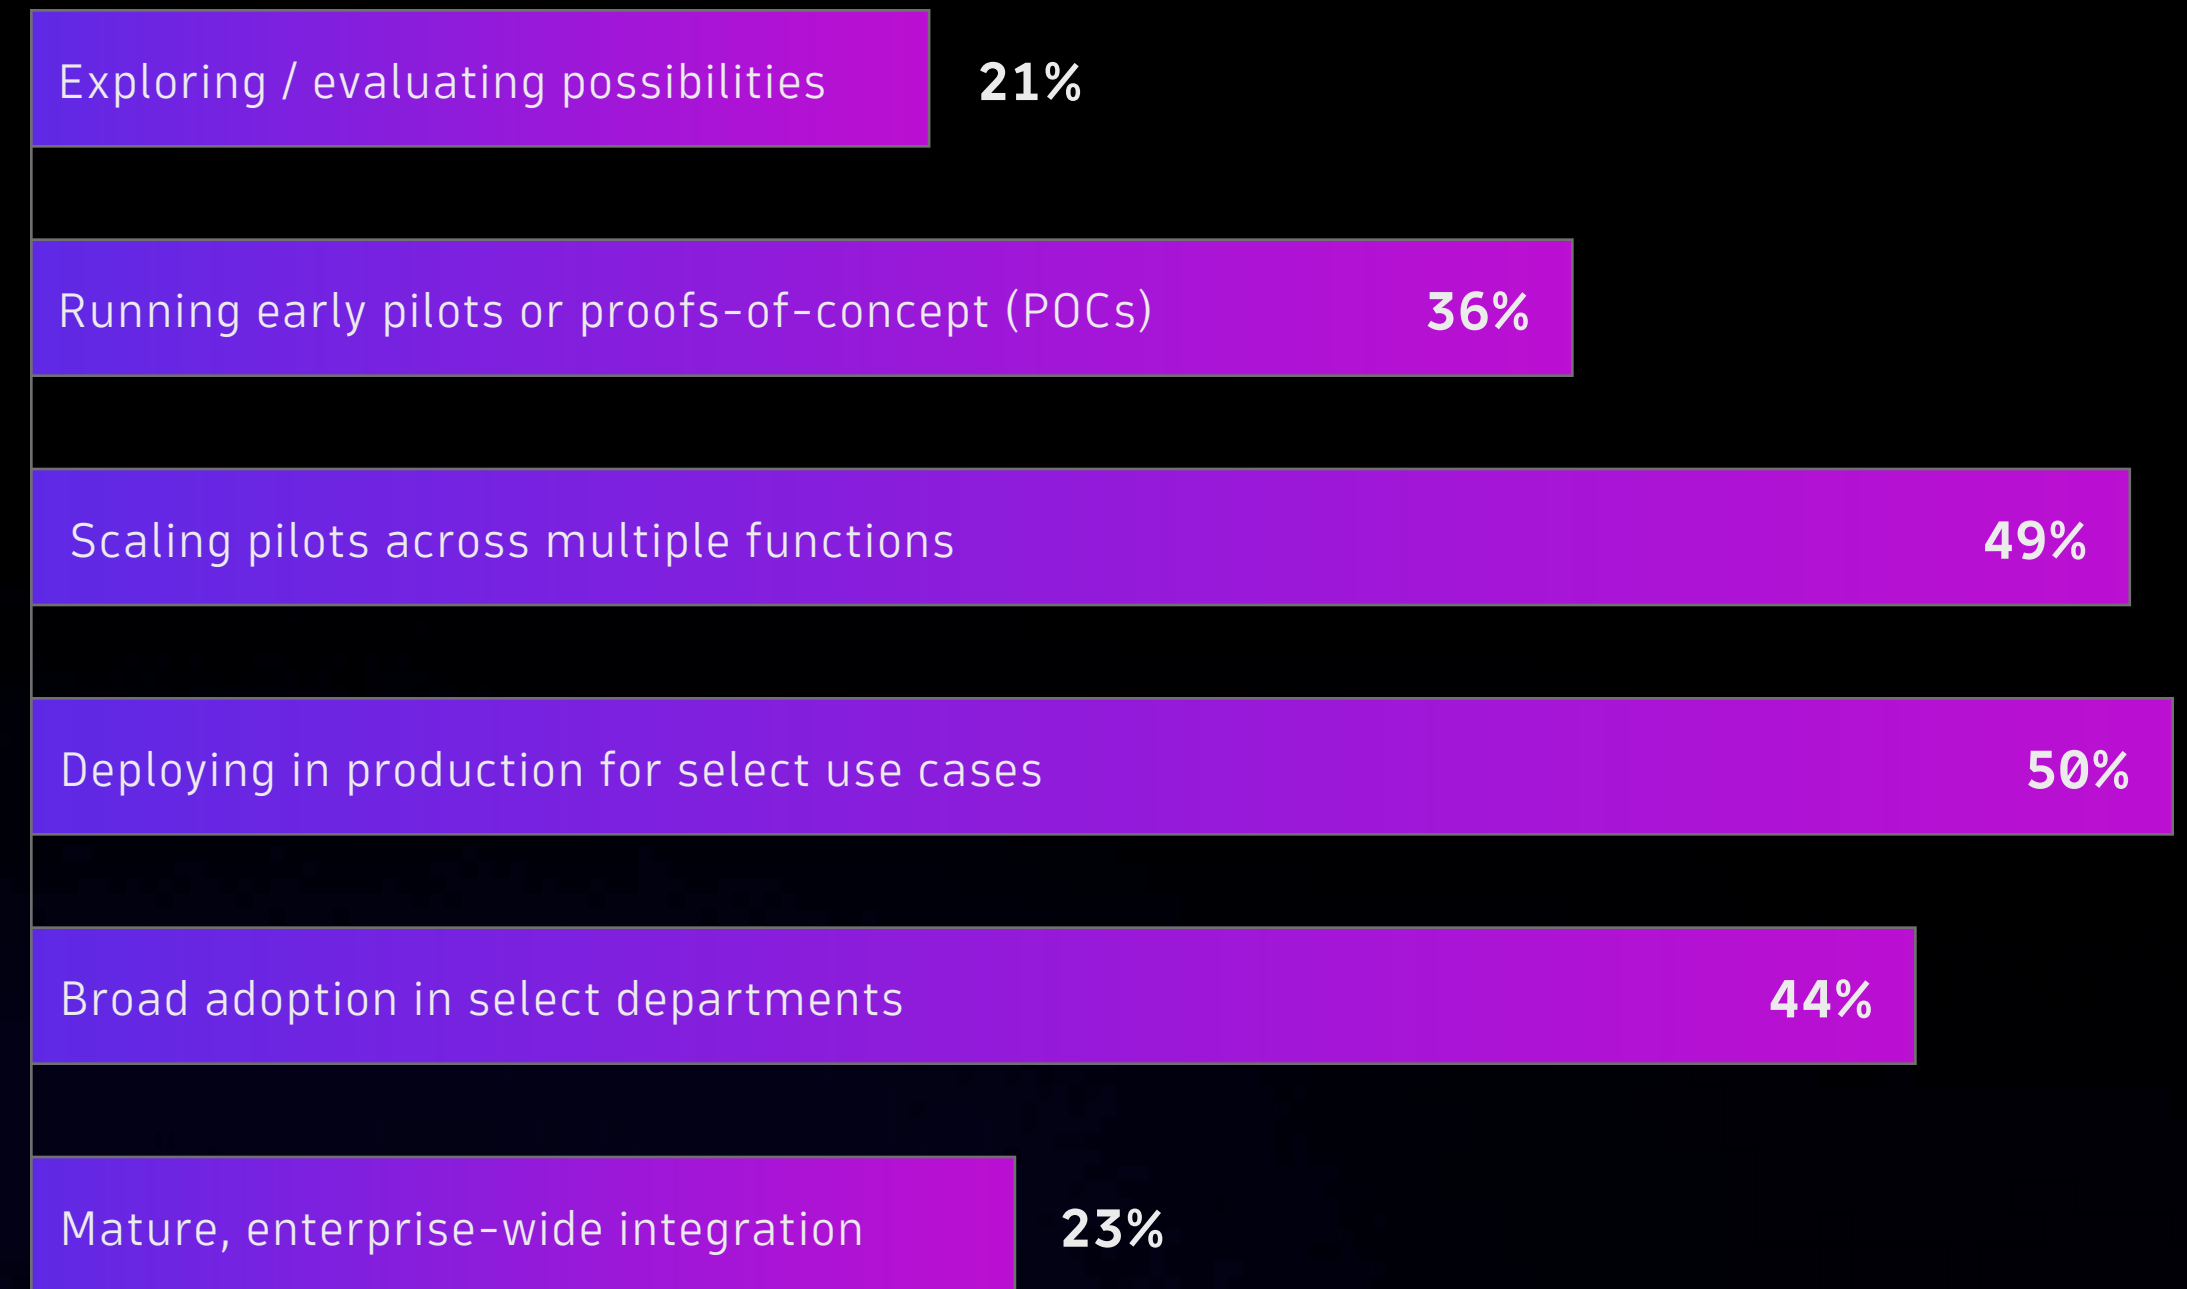 Exploring / evaluating possibilities 21%
Running early pilots or proofs-of-concept (POCs) 36%
Scaling pilots across multiple functions 49%
Deploying in production for select use cases 50%
Broad adoption in select departments 44%
Mature, enterprise-wide integration 23%